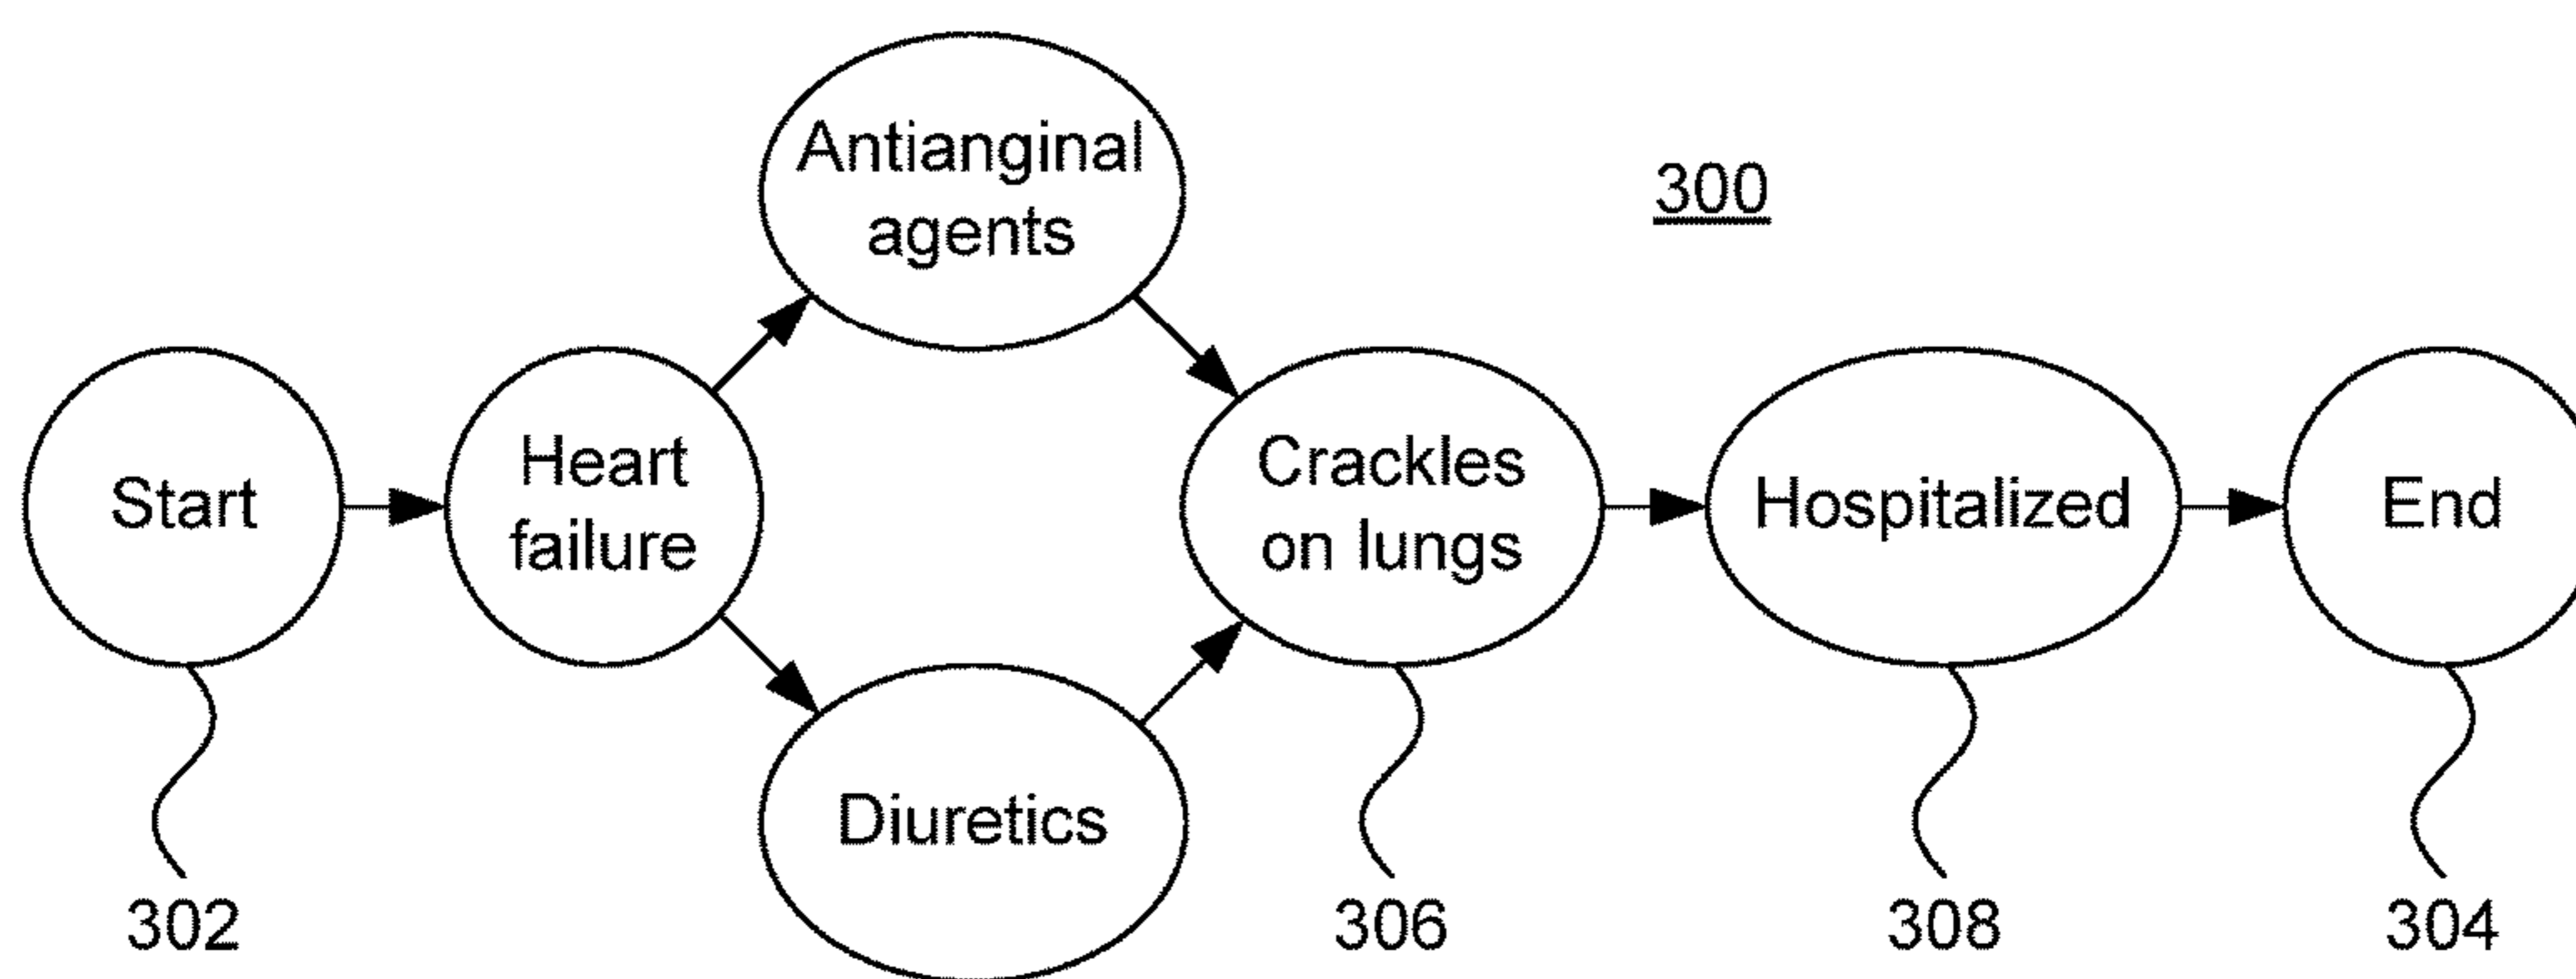 Antianginal
agents
300
Start
Heart
failure
Crackles
on lungs
Hospitalized
End
Diuretics
302
306
308
304